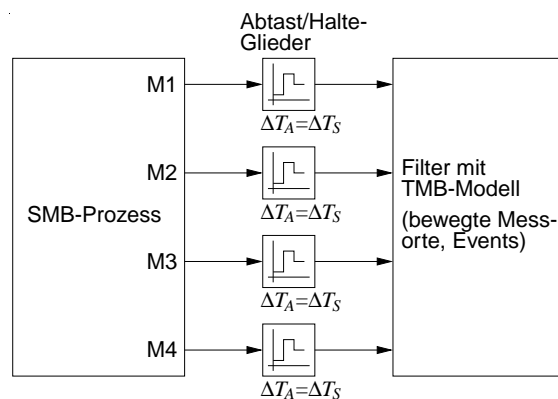 Abtast/Halte-
Glieder
SMB-Prozess
M1
ΔT_A=ΔT_S
M2
ΔT_A=ΔT_S
M3
ΔT_A=ΔT_S
M4
ΔT_A=ΔT_S
Filter mit
TMB-Modell
(bewegte Mess-
orte, Events)